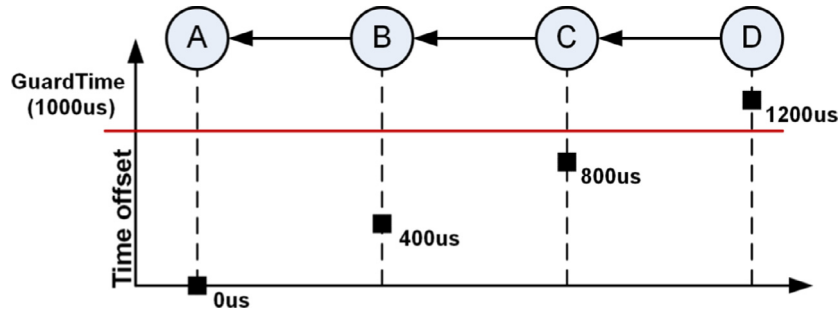 A
B
C
D
GuardTime
(1000us)
1200us
800us
400us
0us
Time offset